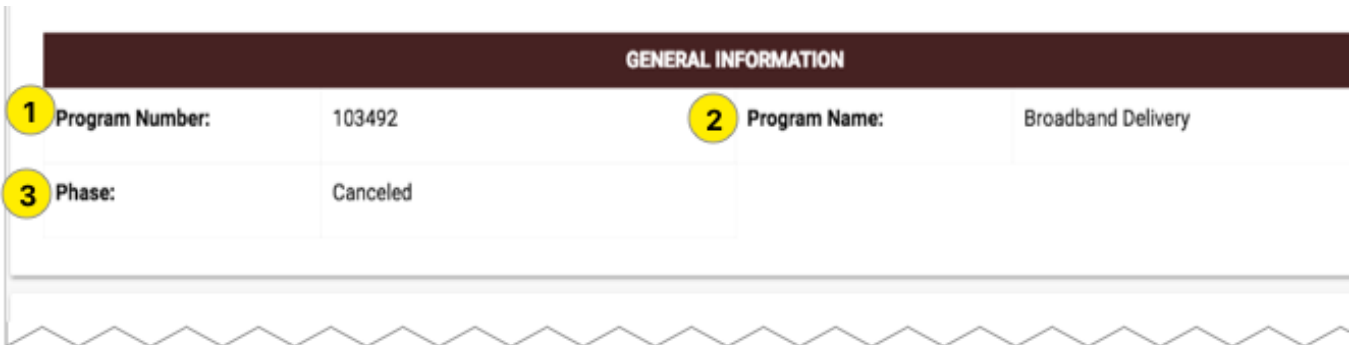 GENERAL INFORMATION
1 Program Number: 103492 2 Program Name: Broadband Delivery
3 Phase: Canceled